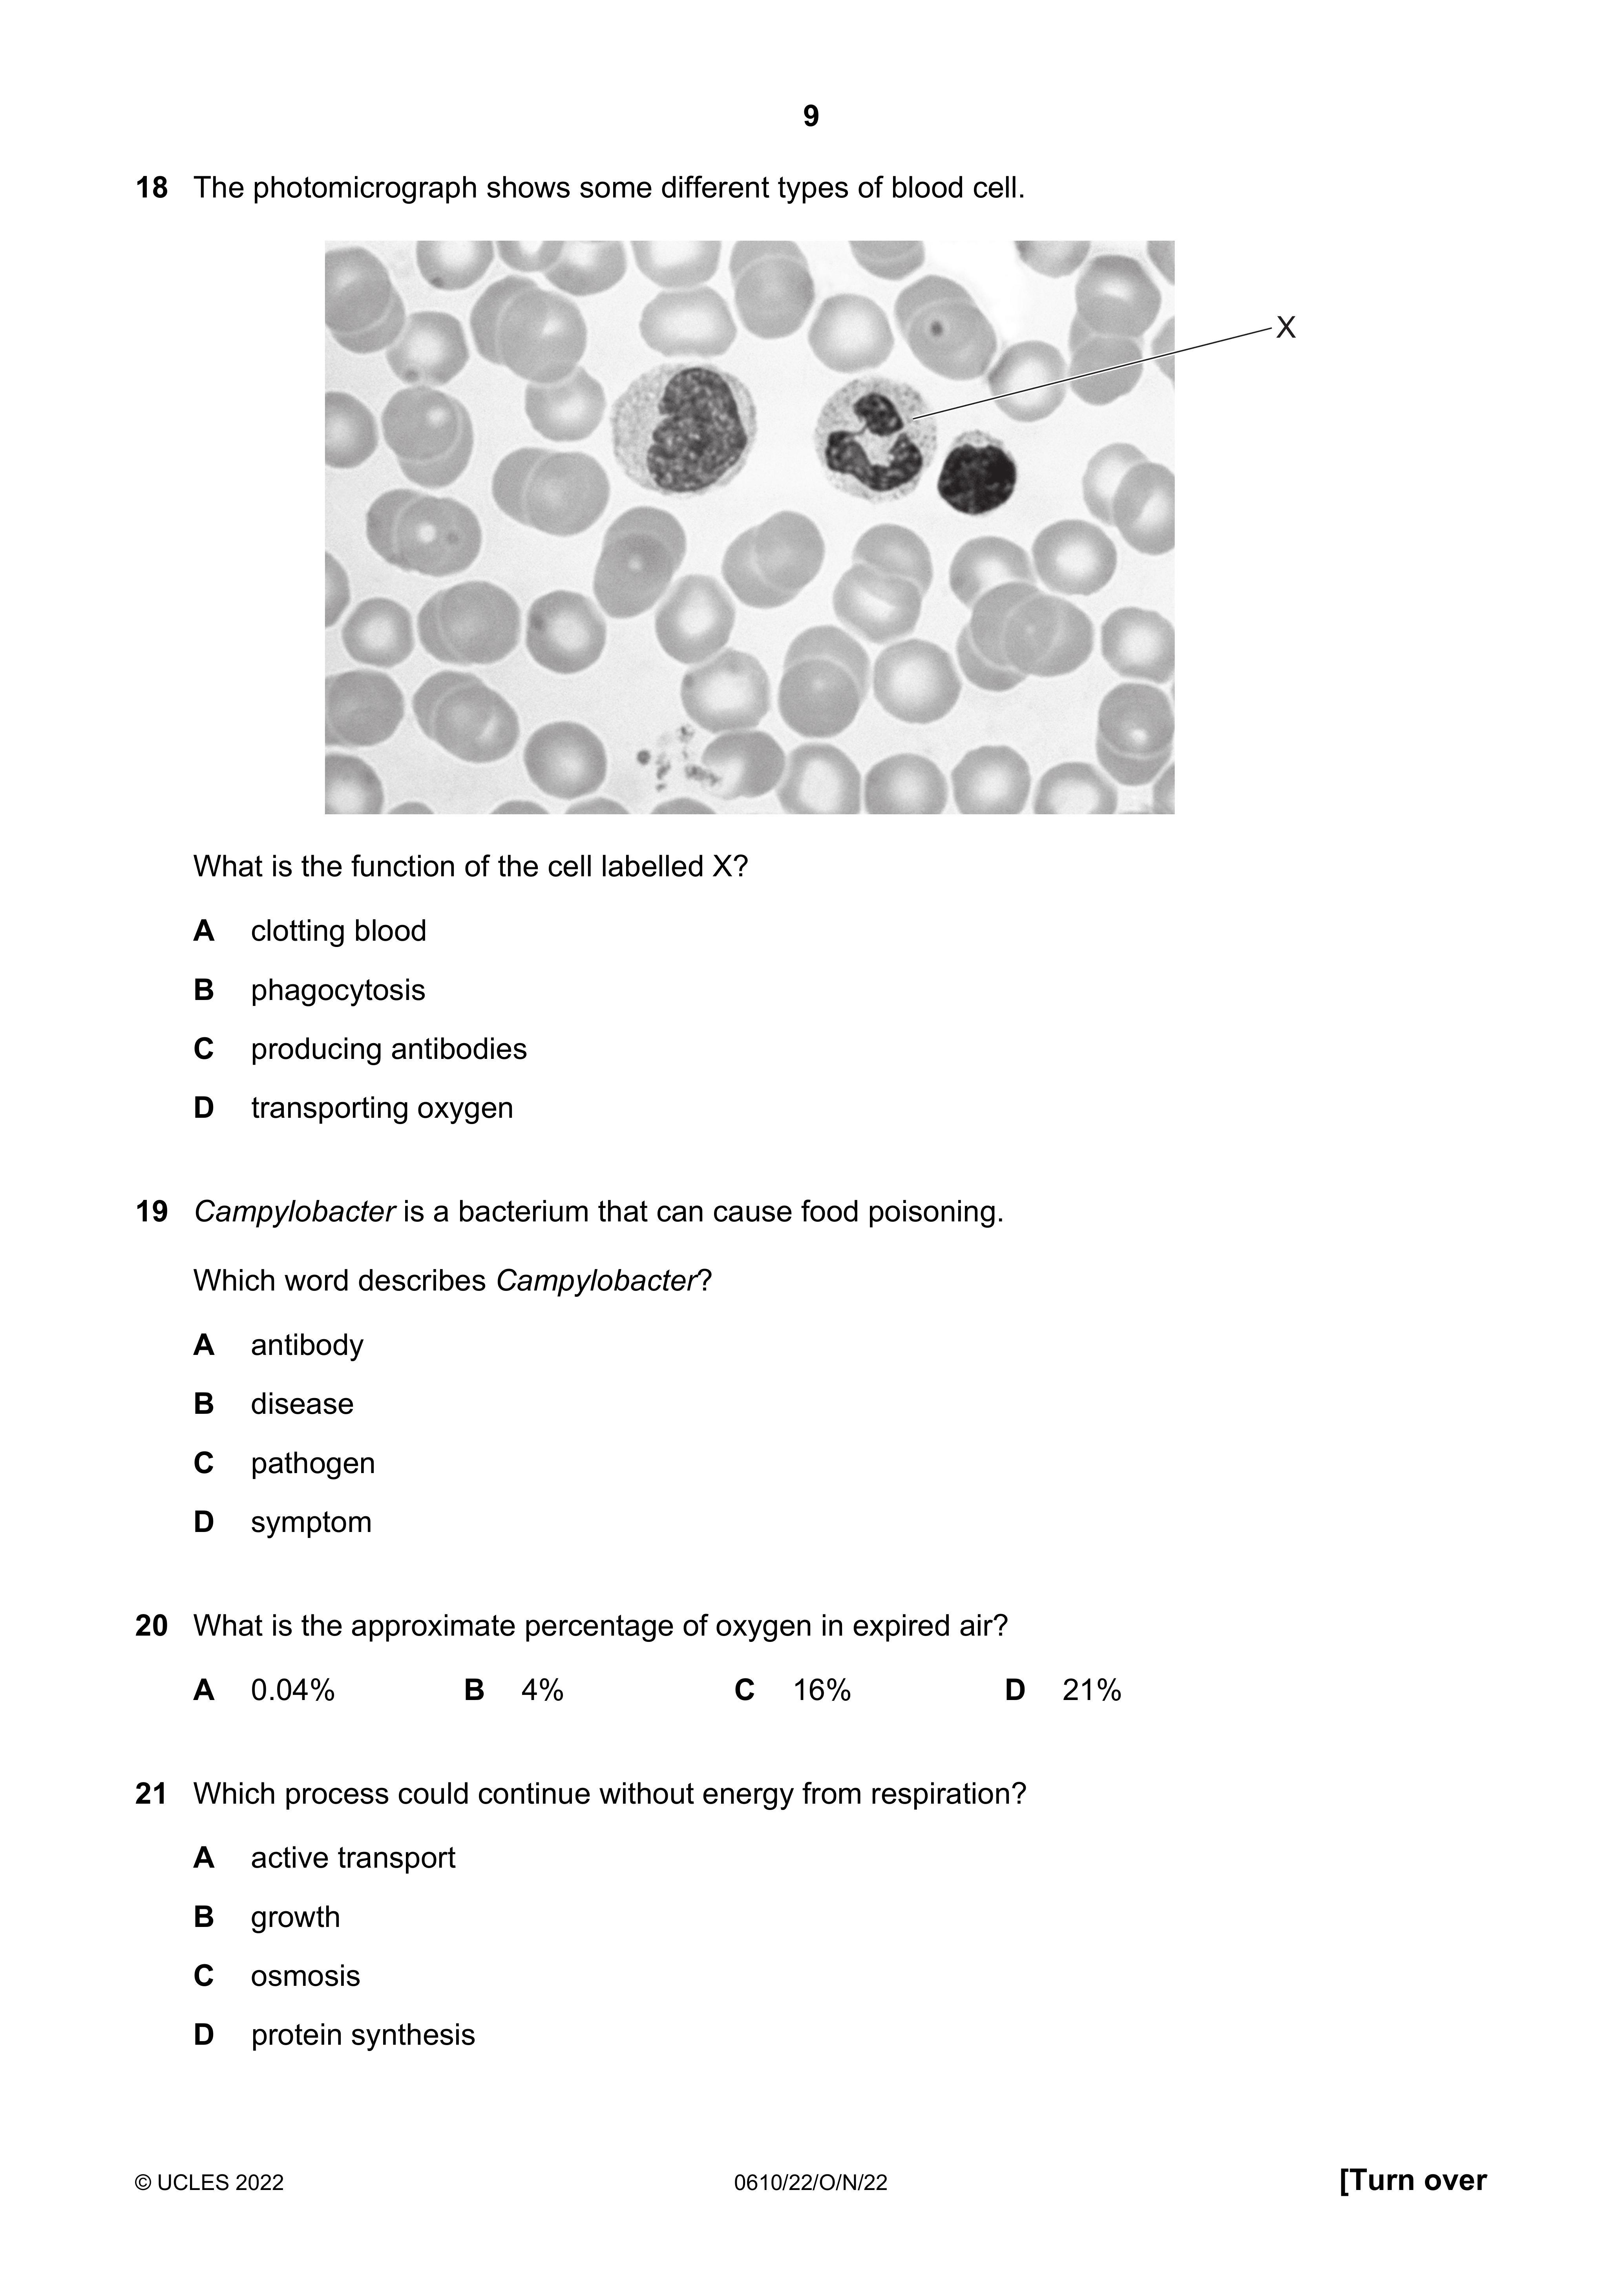 9
18 The photomicrograph shows some different types of blood cell.
X
What is the function of the cell labelled X?
A clotting blood
B phagocytosis
C producing antibodies
D transporting oxygen
19 Campylobacter is a bacterium that can cause food poisoning.
Which word describes Campylobacter?
A antibody
B disease
C pathogen
D symptom
20 What is the approximate percentage of oxygen in expired air?
A 0.04% B 4% C 16% D 21%
21 Which process could continue without energy from respiration?
A active transport
B growth
C osmosis
D protein synthesis
© UCLES 2022 0610/22/O/N/22 [Turn over